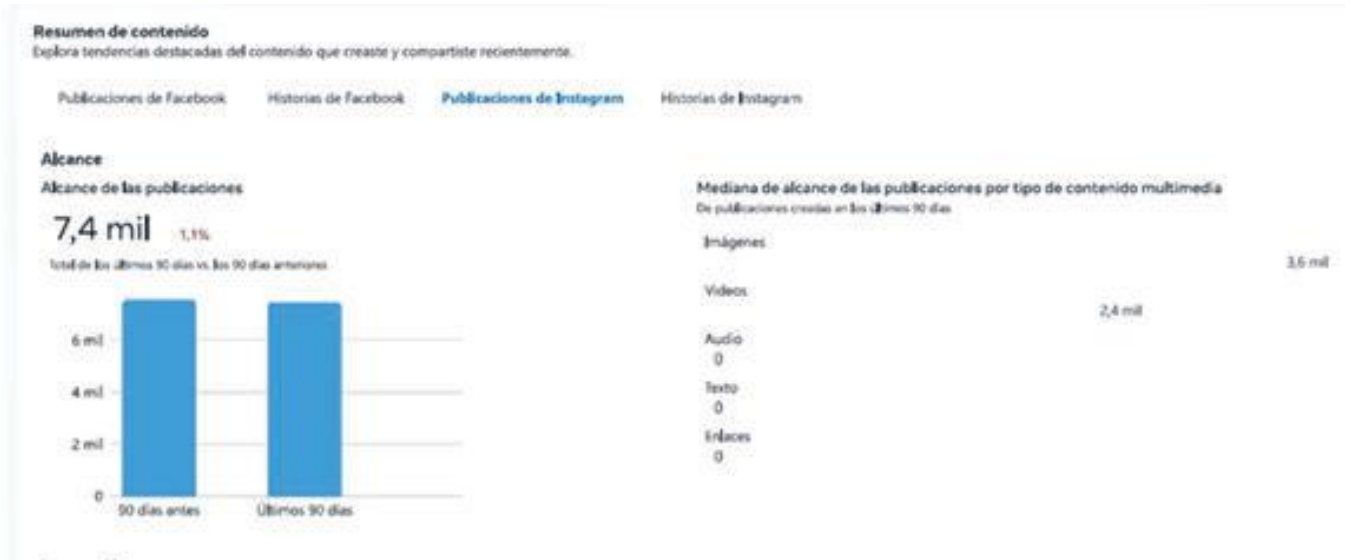 Resumen de contenido
Explora tendencias destacadas del contenido que creaste y compartiste recientemente.
Publicaciones de Facebook Historias de Facebook Publicaciones de Instagram Historias de Instagram
Alcance
Alcance de las publicaciones
7,4 mil 1,1%
Total de los últimos 90 días vs. los 90 días anteriores
6 mil
4 mil
2 mil
0
90 días antes Últimos 90 días
Mediana de alcance de las publicaciones por tipo de contenido multimedia
De publicaciones creadas en los últimos 90 días
Imágenes
3,6 mil
Videos
2,4 mil
Audio
0
Texto
0
Enlaces
0